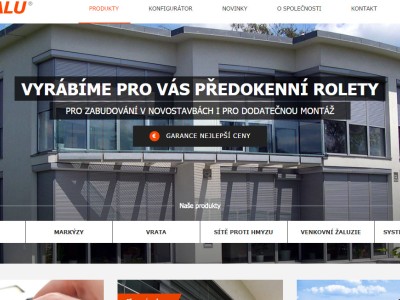 ALU®
PRODUKTY KONFIGURÁTOR NOVINKY O SPOLEČNOSTI KONTAKT
VYRÁBÍME PRO VÁS PŘEDOKENNÍ ROLETY
PRO ZABUDOVÁNÍ V NOVOSTAVBÁCH I PRO DODATEČNOU MONTÁŽ
GARANCE NEJLEPŠÍ CENY
Naše produkty
MARKÝZY VRATA SÍTĚ PROTI HMYZU VENKOVNÍ ŽALUZIE SYST